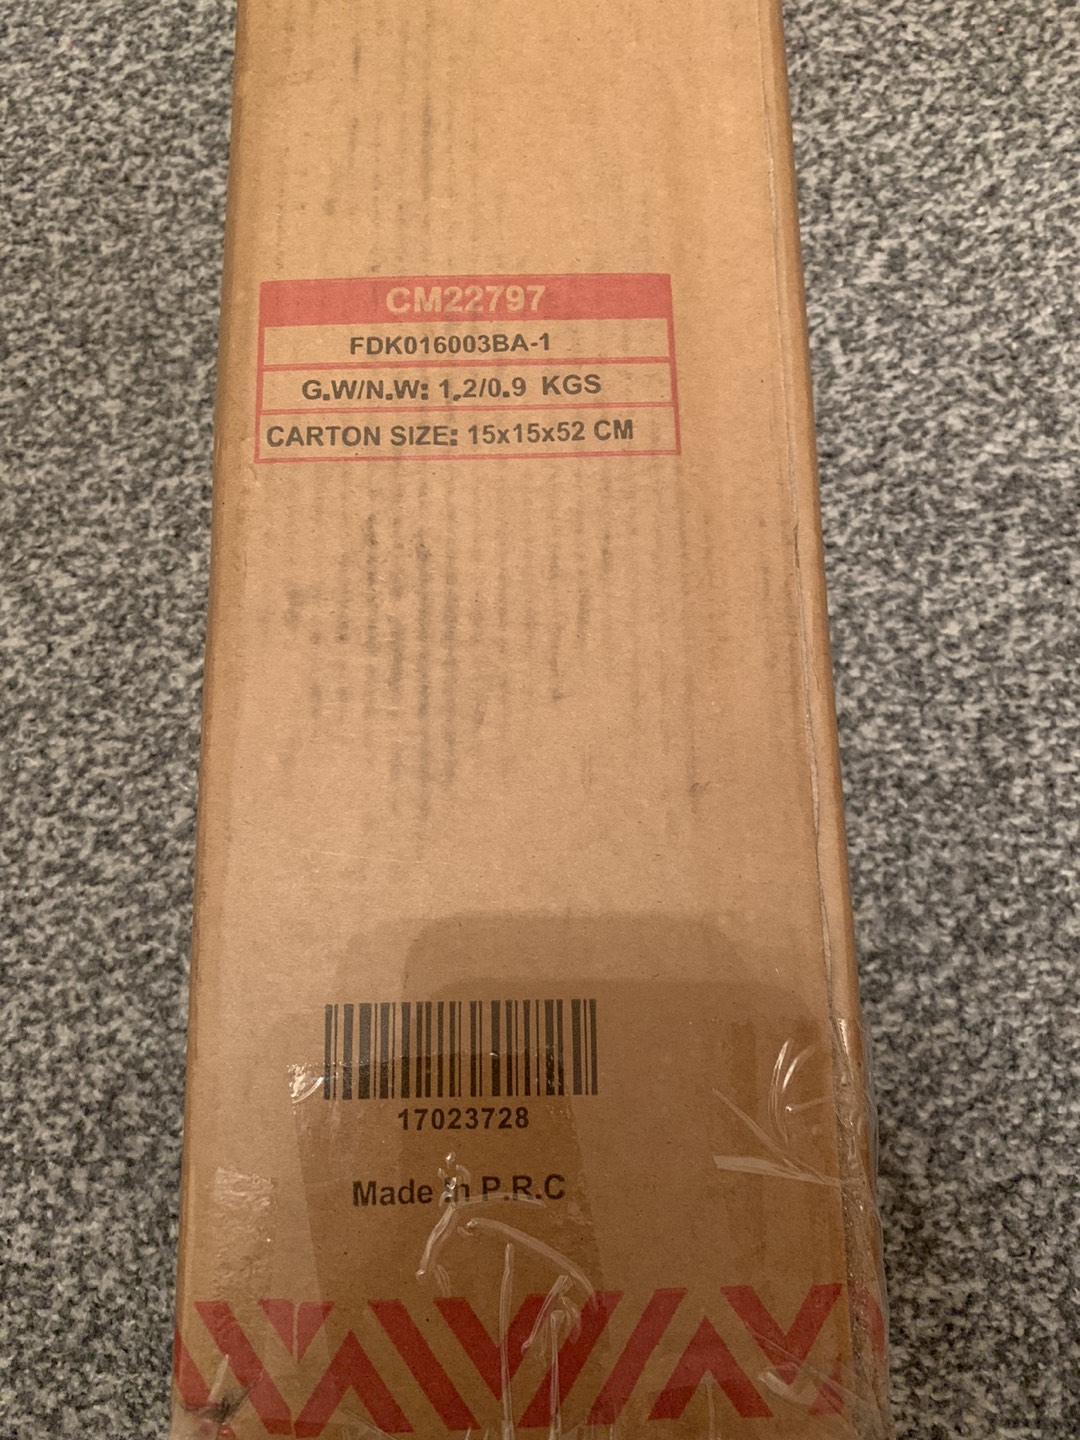 CM22797
FDK016003BA-1
G.W/N.W: 1.2/0.9 KGS
CARTON SIZE: 15x15x52 CM
17023728
Made in P.R.C